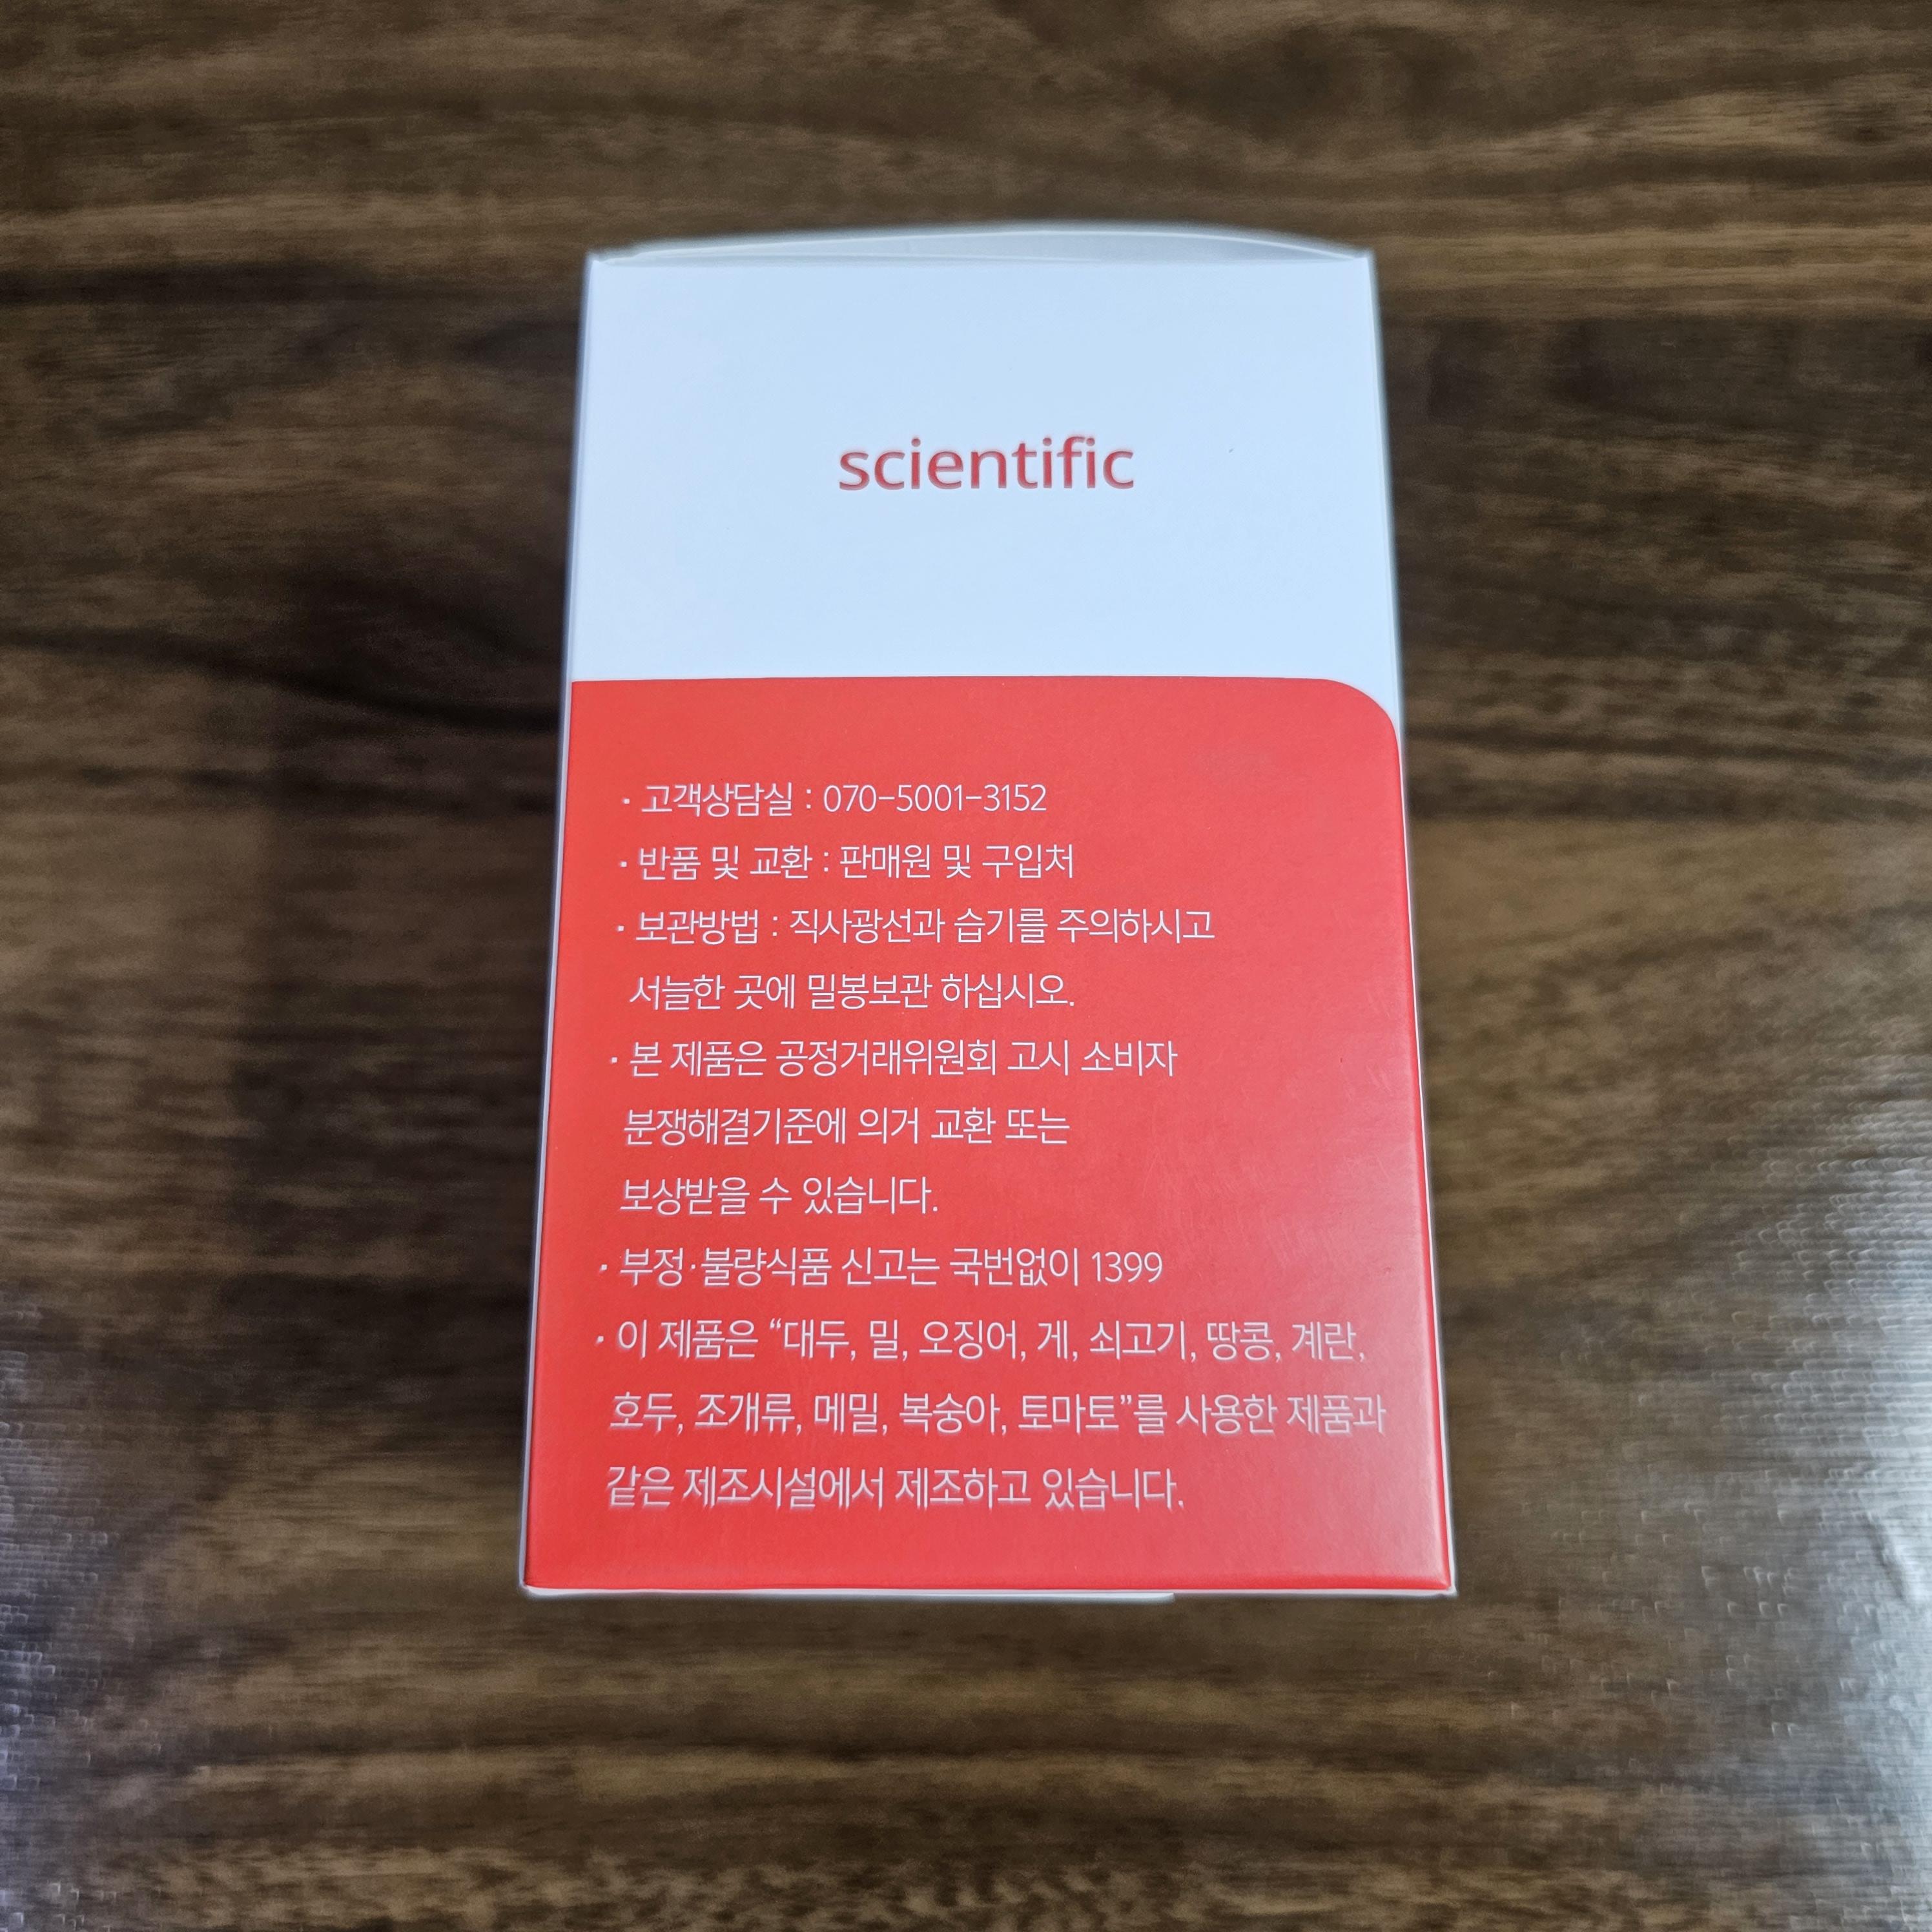 scientific
· 고객상담실 : 070-5001-3152
· 반품 및 교환 : 판매원 및 구입처
· 보관방법 : 직사광선과 습기를 주의하시고
서늘한 곳에 밀봉보관 하십시오.
· 본 제품은 공정거래위원회 고시 소비자
분쟁해결기준에 의거 교환 또는
보상받을 수 있습니다.
· 부정·불량식품 신고는 국번없이 1399
· 이 제품은 “대두, 밀, 오징어, 게, 쇠고기, 땅콩, 계란,
호두, 조개류, 메밀, 복숭아, 토마토”를 사용한 제품과
같은 제조시설에서 제조하고 있습니다.